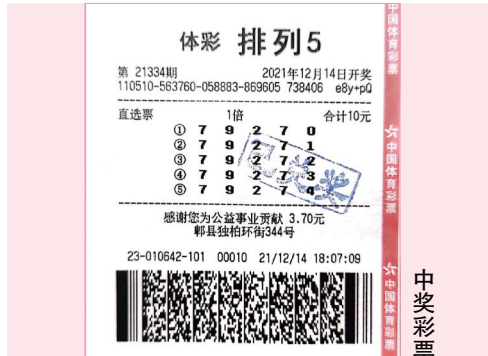 体彩 排列5
第 21334期 2021年12月14日开奖
110510-563760-058883-869605 738406 e8y+pQ
直选票 1倍 合计10元
① 7 9 2 7 0
② 7 9 2 7 1
③ 7 9 2 7 2
④ 7 9 2 7 3
⑤ 7 9 2 7 4
已兑奖
感谢您为公益事业贡献 3.70元
郫县独柏环街344号
23-010642-101 00010 21/12/14 18:07:09
中国体育彩票
中国体育彩票
中国体育彩票
中奖彩票